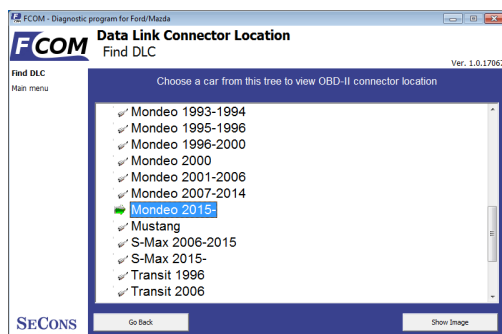 FCOM - Diagnostic program for Ford/Mazda
FCOM
Data Link Connector Location
Find DLC
Ver. 1.0.17067
Find DLC
Main menu
Choose a car from this tree to view OBD-II connector location
Mondeo 1993-1994
Mondeo 1995-1996
Mondeo 1996-2000
Mondeo 2000
Mondeo 2001-2006
Mondeo 2007-2014
Mondeo 2015-
Mustang
S-Max 2006-2015
S-Max 2015-
Transit 1996
Transit 2006
SECONS
Go Back
Show Image